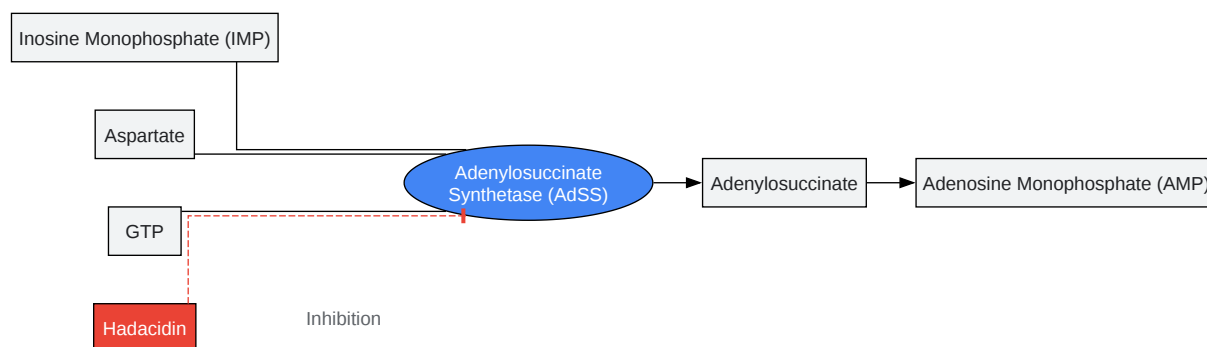 Inosine Monophosphate (IMP)
Aspartate
Adenylosuccinate
Synthetase (AdSS)
Adenylosuccinate
Adenosine Monophosphate (AMP)
GTP
Hadacidin
Inhibition